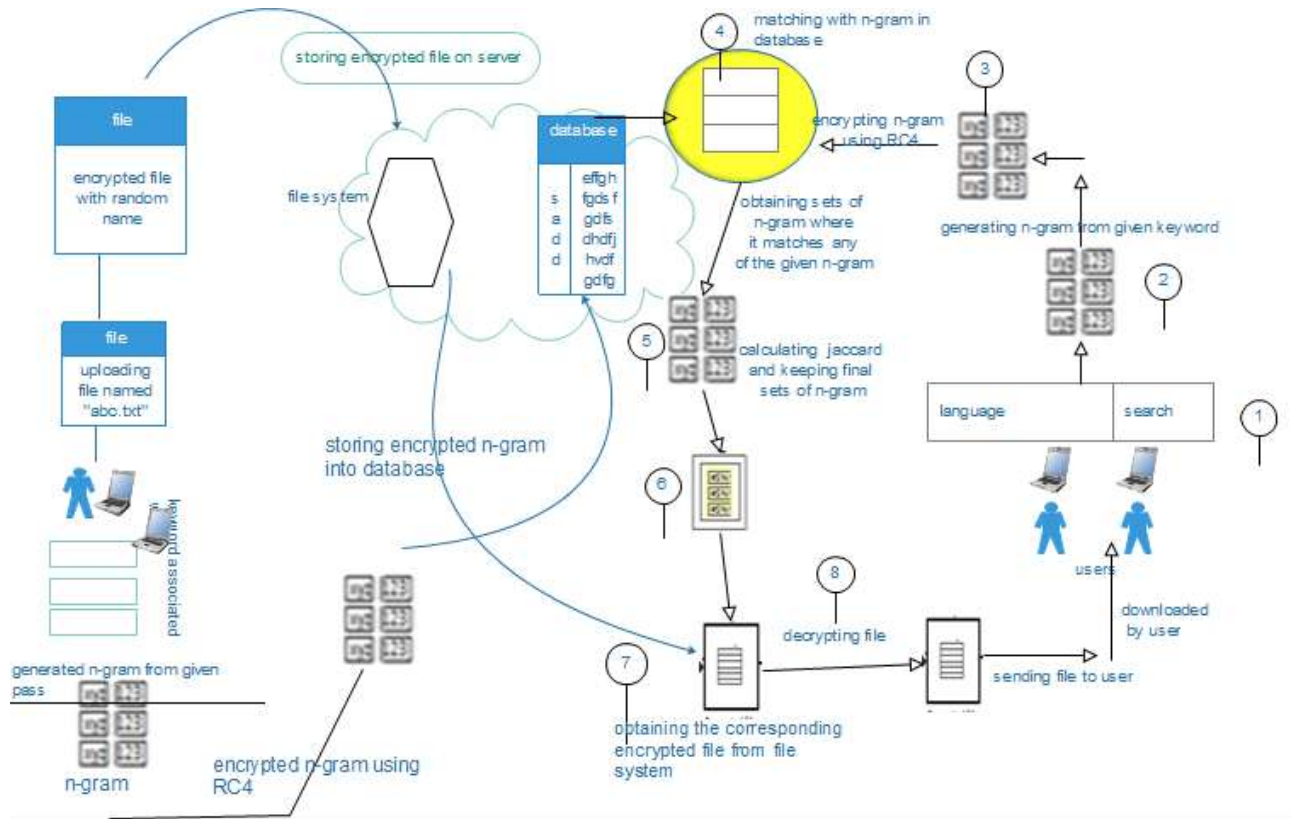 storing encrypted file on server
file
encrypted file
with random
name
file
uploading
file named
"abc.txt"
keyword associated
generated n-gram from given
pass
n-gram
encrypted n-gram using
RC4
file system
database
effgh
s fgdsf
a gdfs
d dhdfj
d hvdf
gdfg
storing encrypted n-gram
into database
4
matching with n-gram in
database
3
encrypting n-gram
using RC4
generating n-gram from given keyword
2
language
search
1
users
obtaining sets of
n-gram where
it matches any
of the given n-gram
5
calculating jaccard
and keeping final
sets of n-gram
6
7
obtaining the corresponding
encrypted file from file
system
8
decrypting file
sending file to user
downloaded
by user